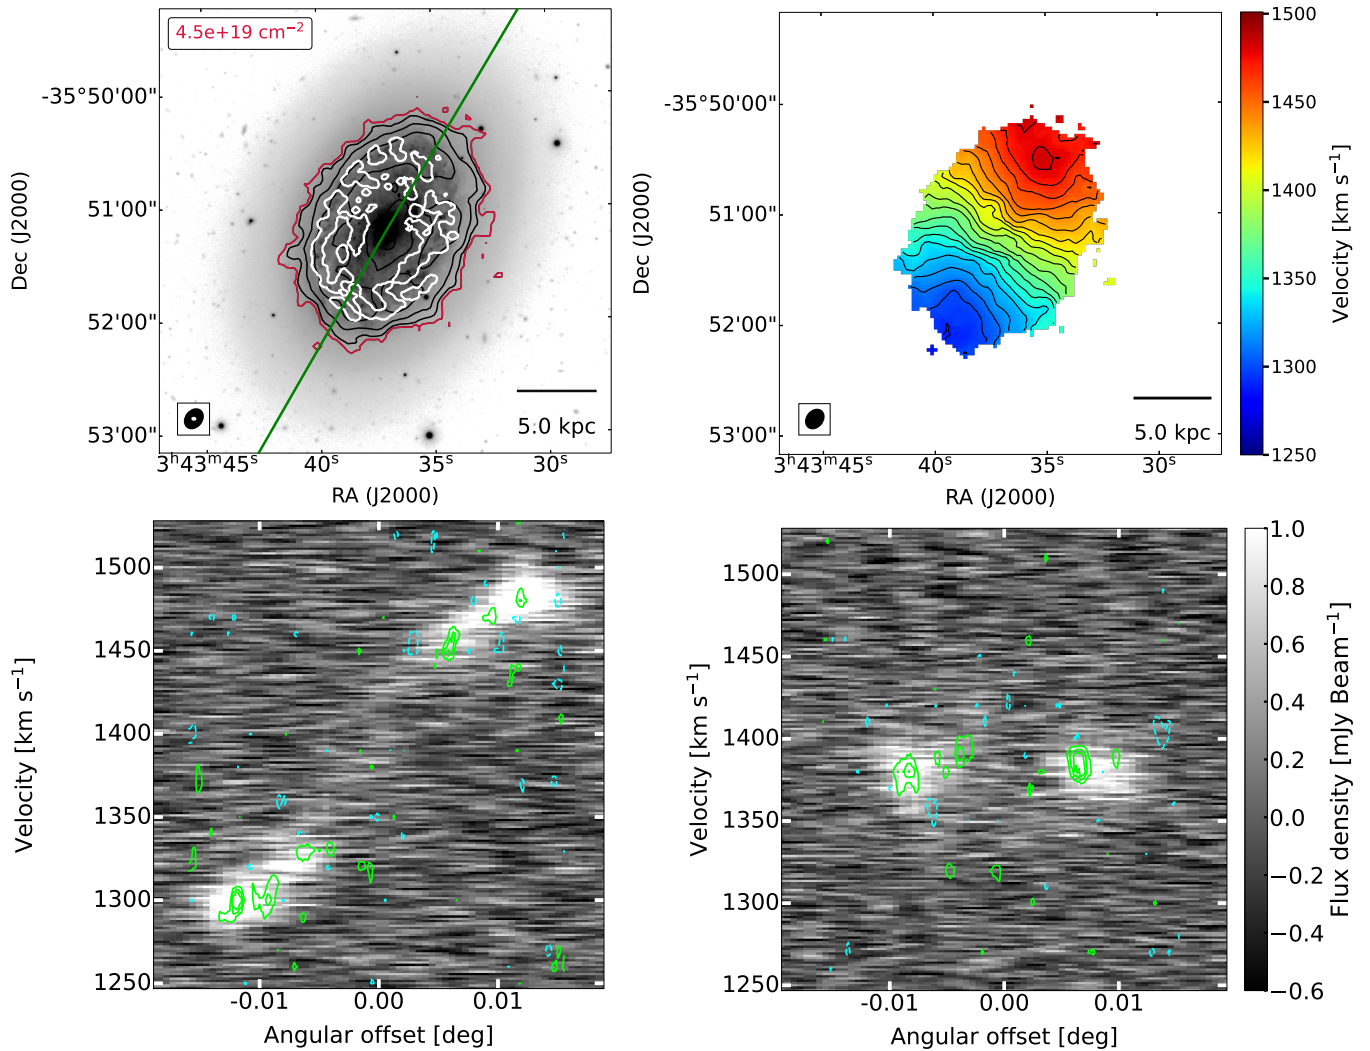 4.5e+19 cm⁻²
-35°50'00"
51'00"
52'00"
53'00"
Dec (J2000)
5.0 kpc
3ʰ43ᵐ45ˢ
40ˢ
35ˢ
30ˢ
RA (J2000)
-35°50'00"
51'00"
52'00"
53'00"
Dec (J2000)
5.0 kpc
3ʰ43ᵐ45ˢ
40ˢ
35ˢ
30ˢ
RA (J2000)
1500
1450
1400
1350
1300
1250
Velocity [km s⁻¹]
1500
1450
1400
1350
1300
1250
Velocity [km s⁻¹]
-0.01
0.00
0.01
Angular offset [deg]
1500
1450
1400
1350
1300
1250
Velocity [km s⁻¹]
-0.01
0.00
0.01
Angular offset [deg]
1.0
0.8
0.6
0.4
0.2
0.0
−0.2
−0.4
−0.6
Flux density [mJy Beam⁻¹]